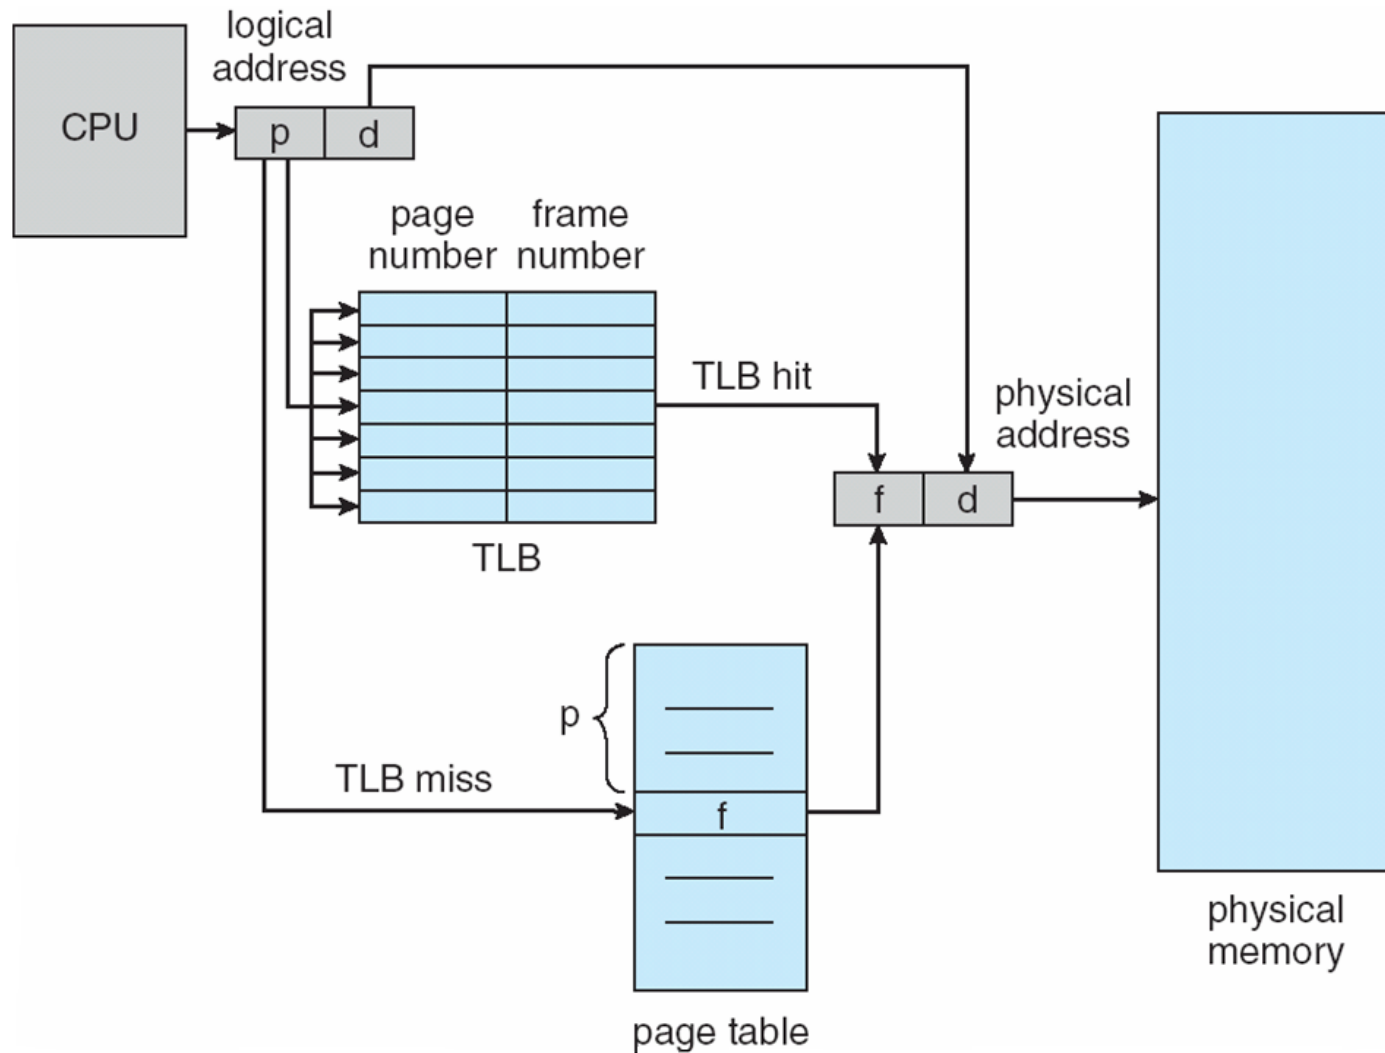 logical
address
CPU
p
d
page
number
frame
number
TLB hit
physical
address
f
d
TLB
p
TLB miss
f
physical
memory
page table